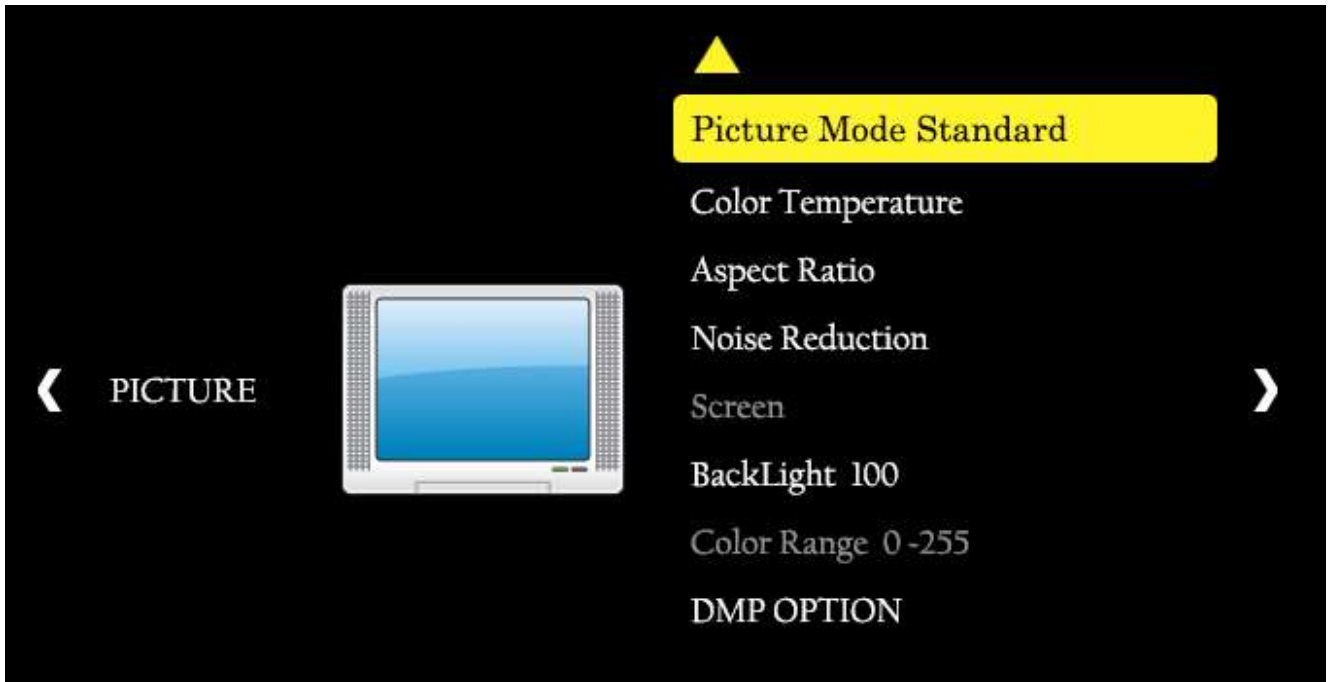 Picture Mode Standard
Color Temperature
Aspect Ratio
Noise Reduction
PICTURE
Screen
BackLight 100
Color Range 0-255
DMP OPTION